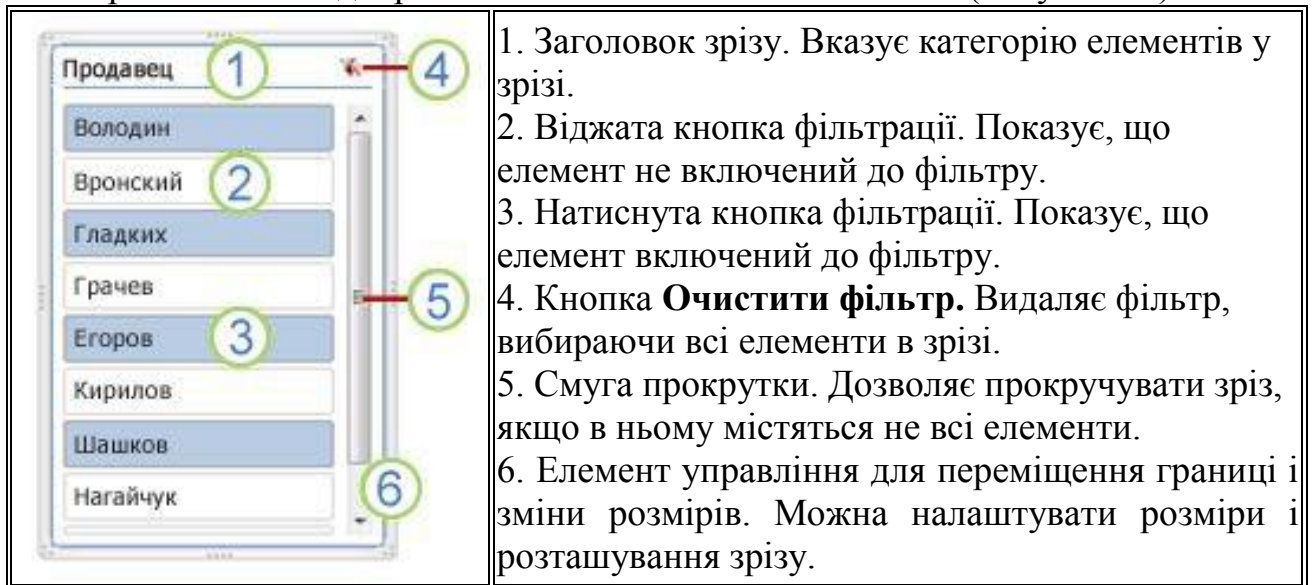 Продавец
1
4
Володин
Вронский
2
Гладких
Грачев
5
Егоров
3
Кирилов
Шашков
Нагайчук
6
1. Заголовок зрізу. Вказує категорію елементів у
зрізі.
2. Віджата кнопка фільтрації. Показує, що
елемент не включений до фільтру.
3. Натиснута кнопка фільтрації. Показує, що
елемент включений до фільтру.
4. Кнопка Очистити фільтр. Видаляє фільтр,
вибираючи всі елементи в зрізі.
5. Смуга прокрутки. Дозволяє прокручувати зріз,
якщо в ньому містяться не всі елементи.
6. Елемент управління для переміщення границі і
зміни розмірів. Можна налаштувати розміри і
розташування зрізу.